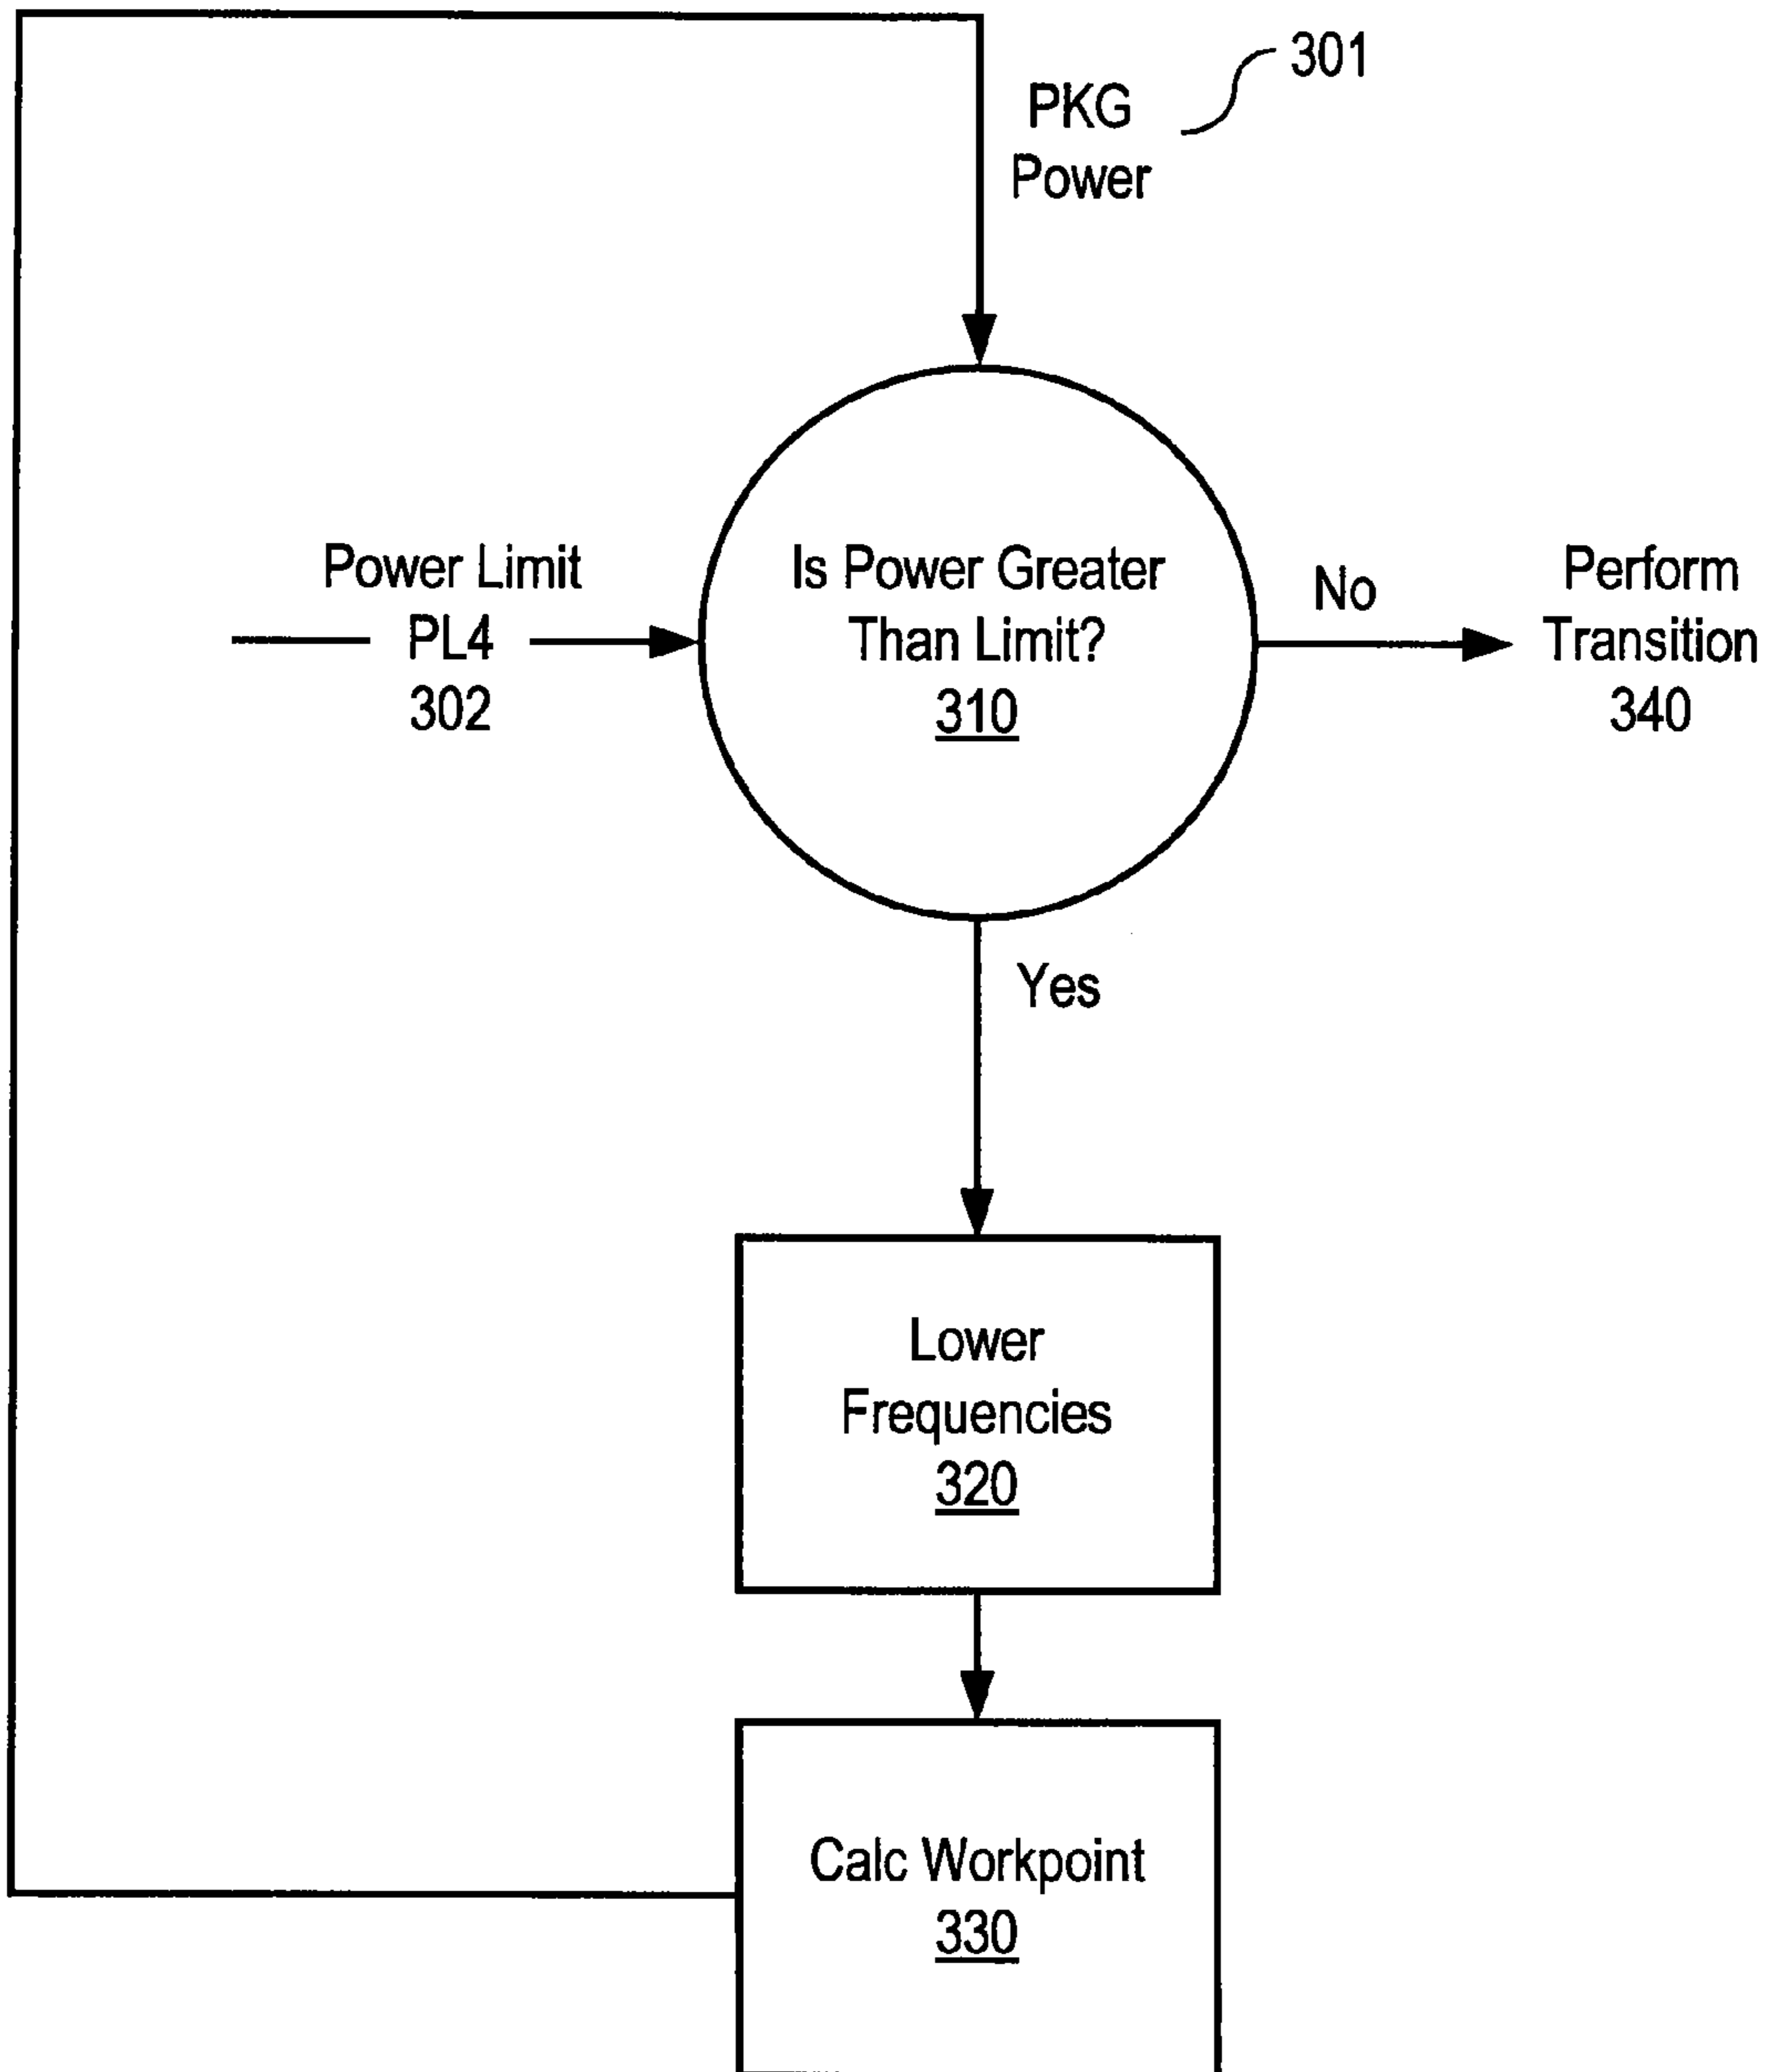 301
PKG
Power
Power Limit
PL4
302
Is Power Greater
Than Limit?
310
No
Perform
Transition
340
Yes
Lower
Frequencies
320
Calc Workpoint
330